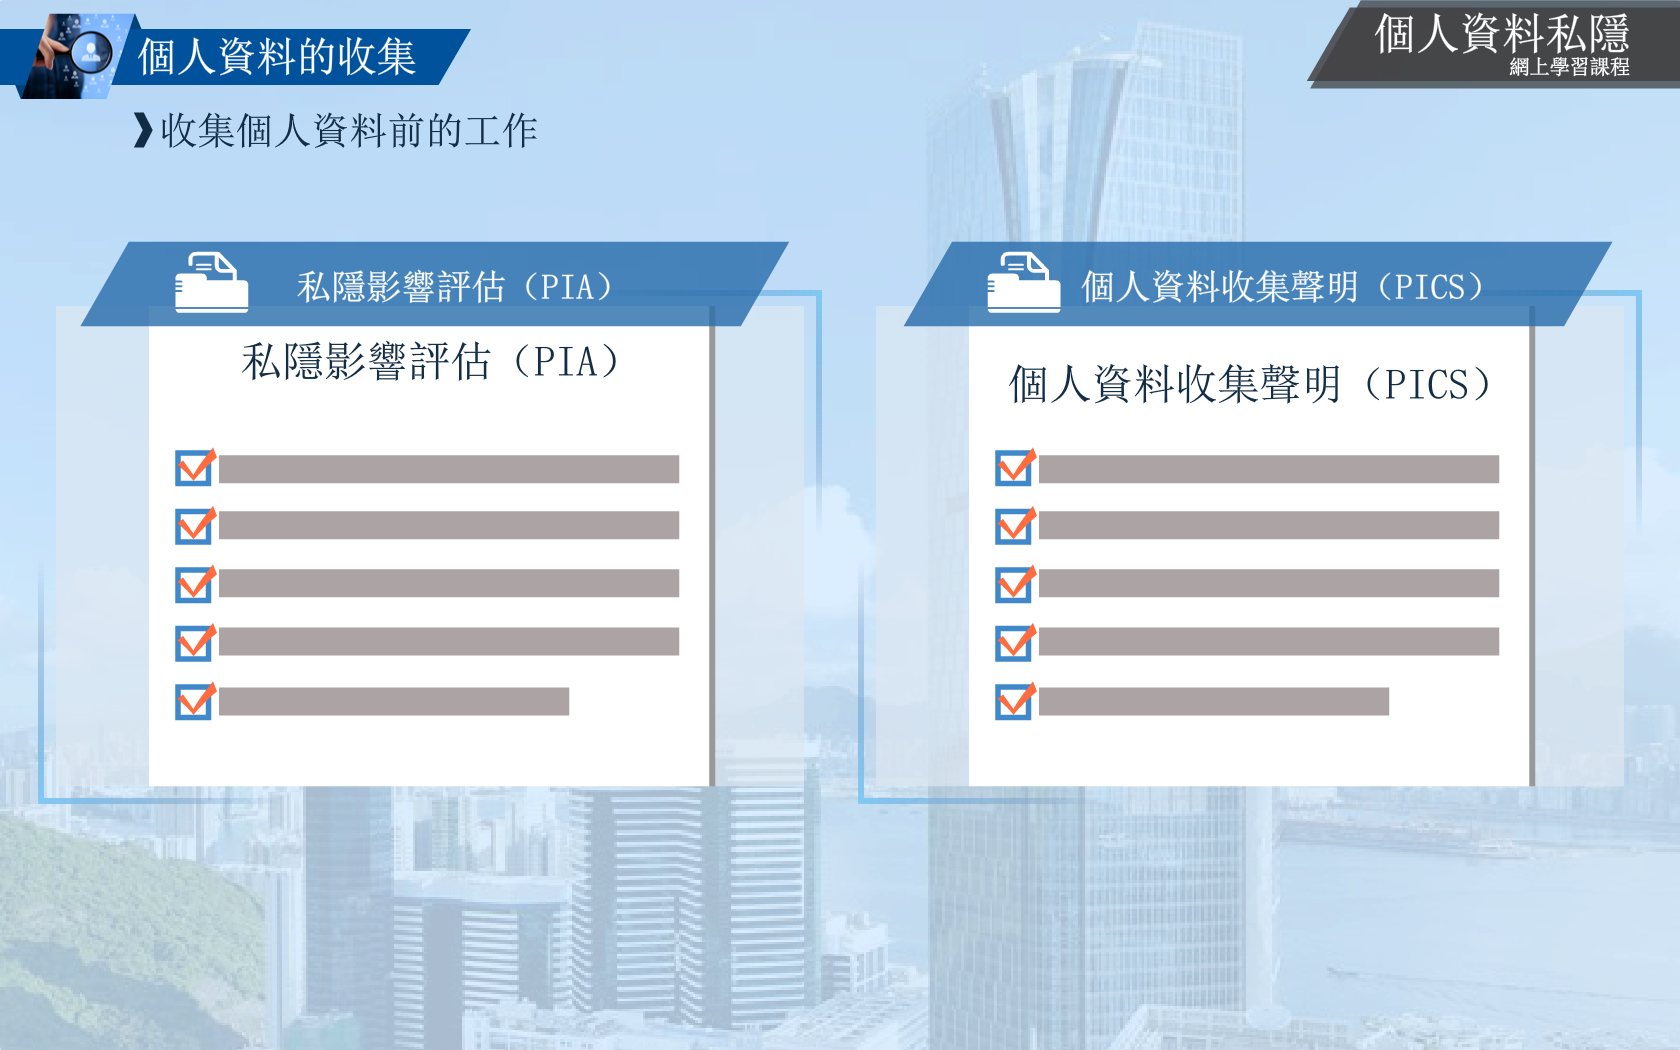 個人資料的收集
個人資料私隱
網上學習課程
收集個人資料前的工作
私隱影響評估（PIA）
私隱影響評估（PIA）
個人資料收集聲明（PICS）
個人資料收集聲明（PICS）